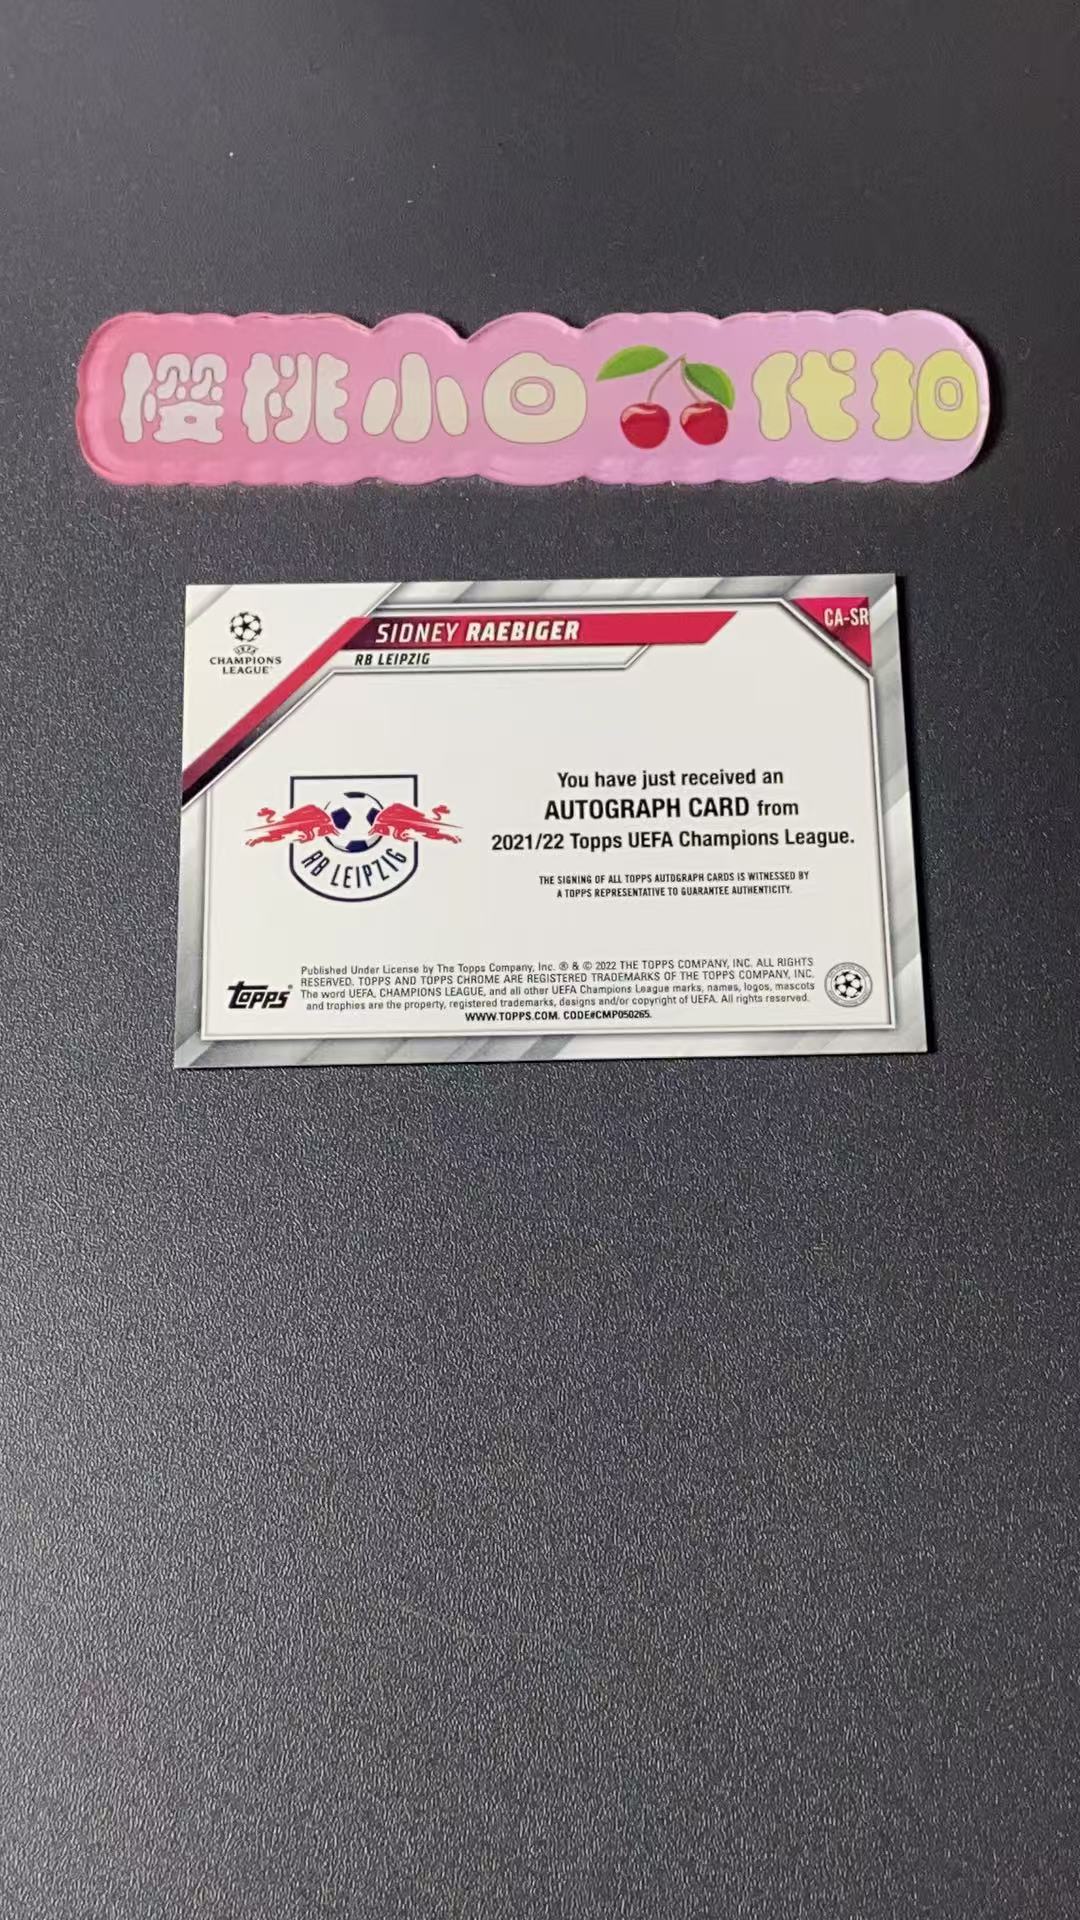 樱桃小白代扣
UEFA
CHAMPIONS
LEAGUE
SIDNEY RAEBIGER
CA-SR
RB LEIPZIG
RB LEIPZIG
You have just received an
AUTOGRAPH CARD from
2021/22 Topps UEFA Champions League.
THE SIGNING OF ALL TOPPS AUTOGRAPH CARDS IS WITNESSED BY
A TOPPS REPRESENTATIVE TO GUARANTEE AUTHENTICITY.
Topps®
Published Under License by The Topps Company, Inc. ® & © 2022 THE TOPPS COMPANY, INC. ALL RIGHTS
RESERVED. TOPPS AND TOPPS CHROME ARE REGISTERED TRADEMARKS OF THE TOPPS COMPANY, INC.
The word UEFA, CHAMPIONS LEAGUE, and all other UEFA Champions League marks, names, logos, mascots
and trophies are the property, registered trademarks, designs and/or copyright of UEFA. All rights reserved.
WWW.TOPPS.COM. CODE#CMP050265.